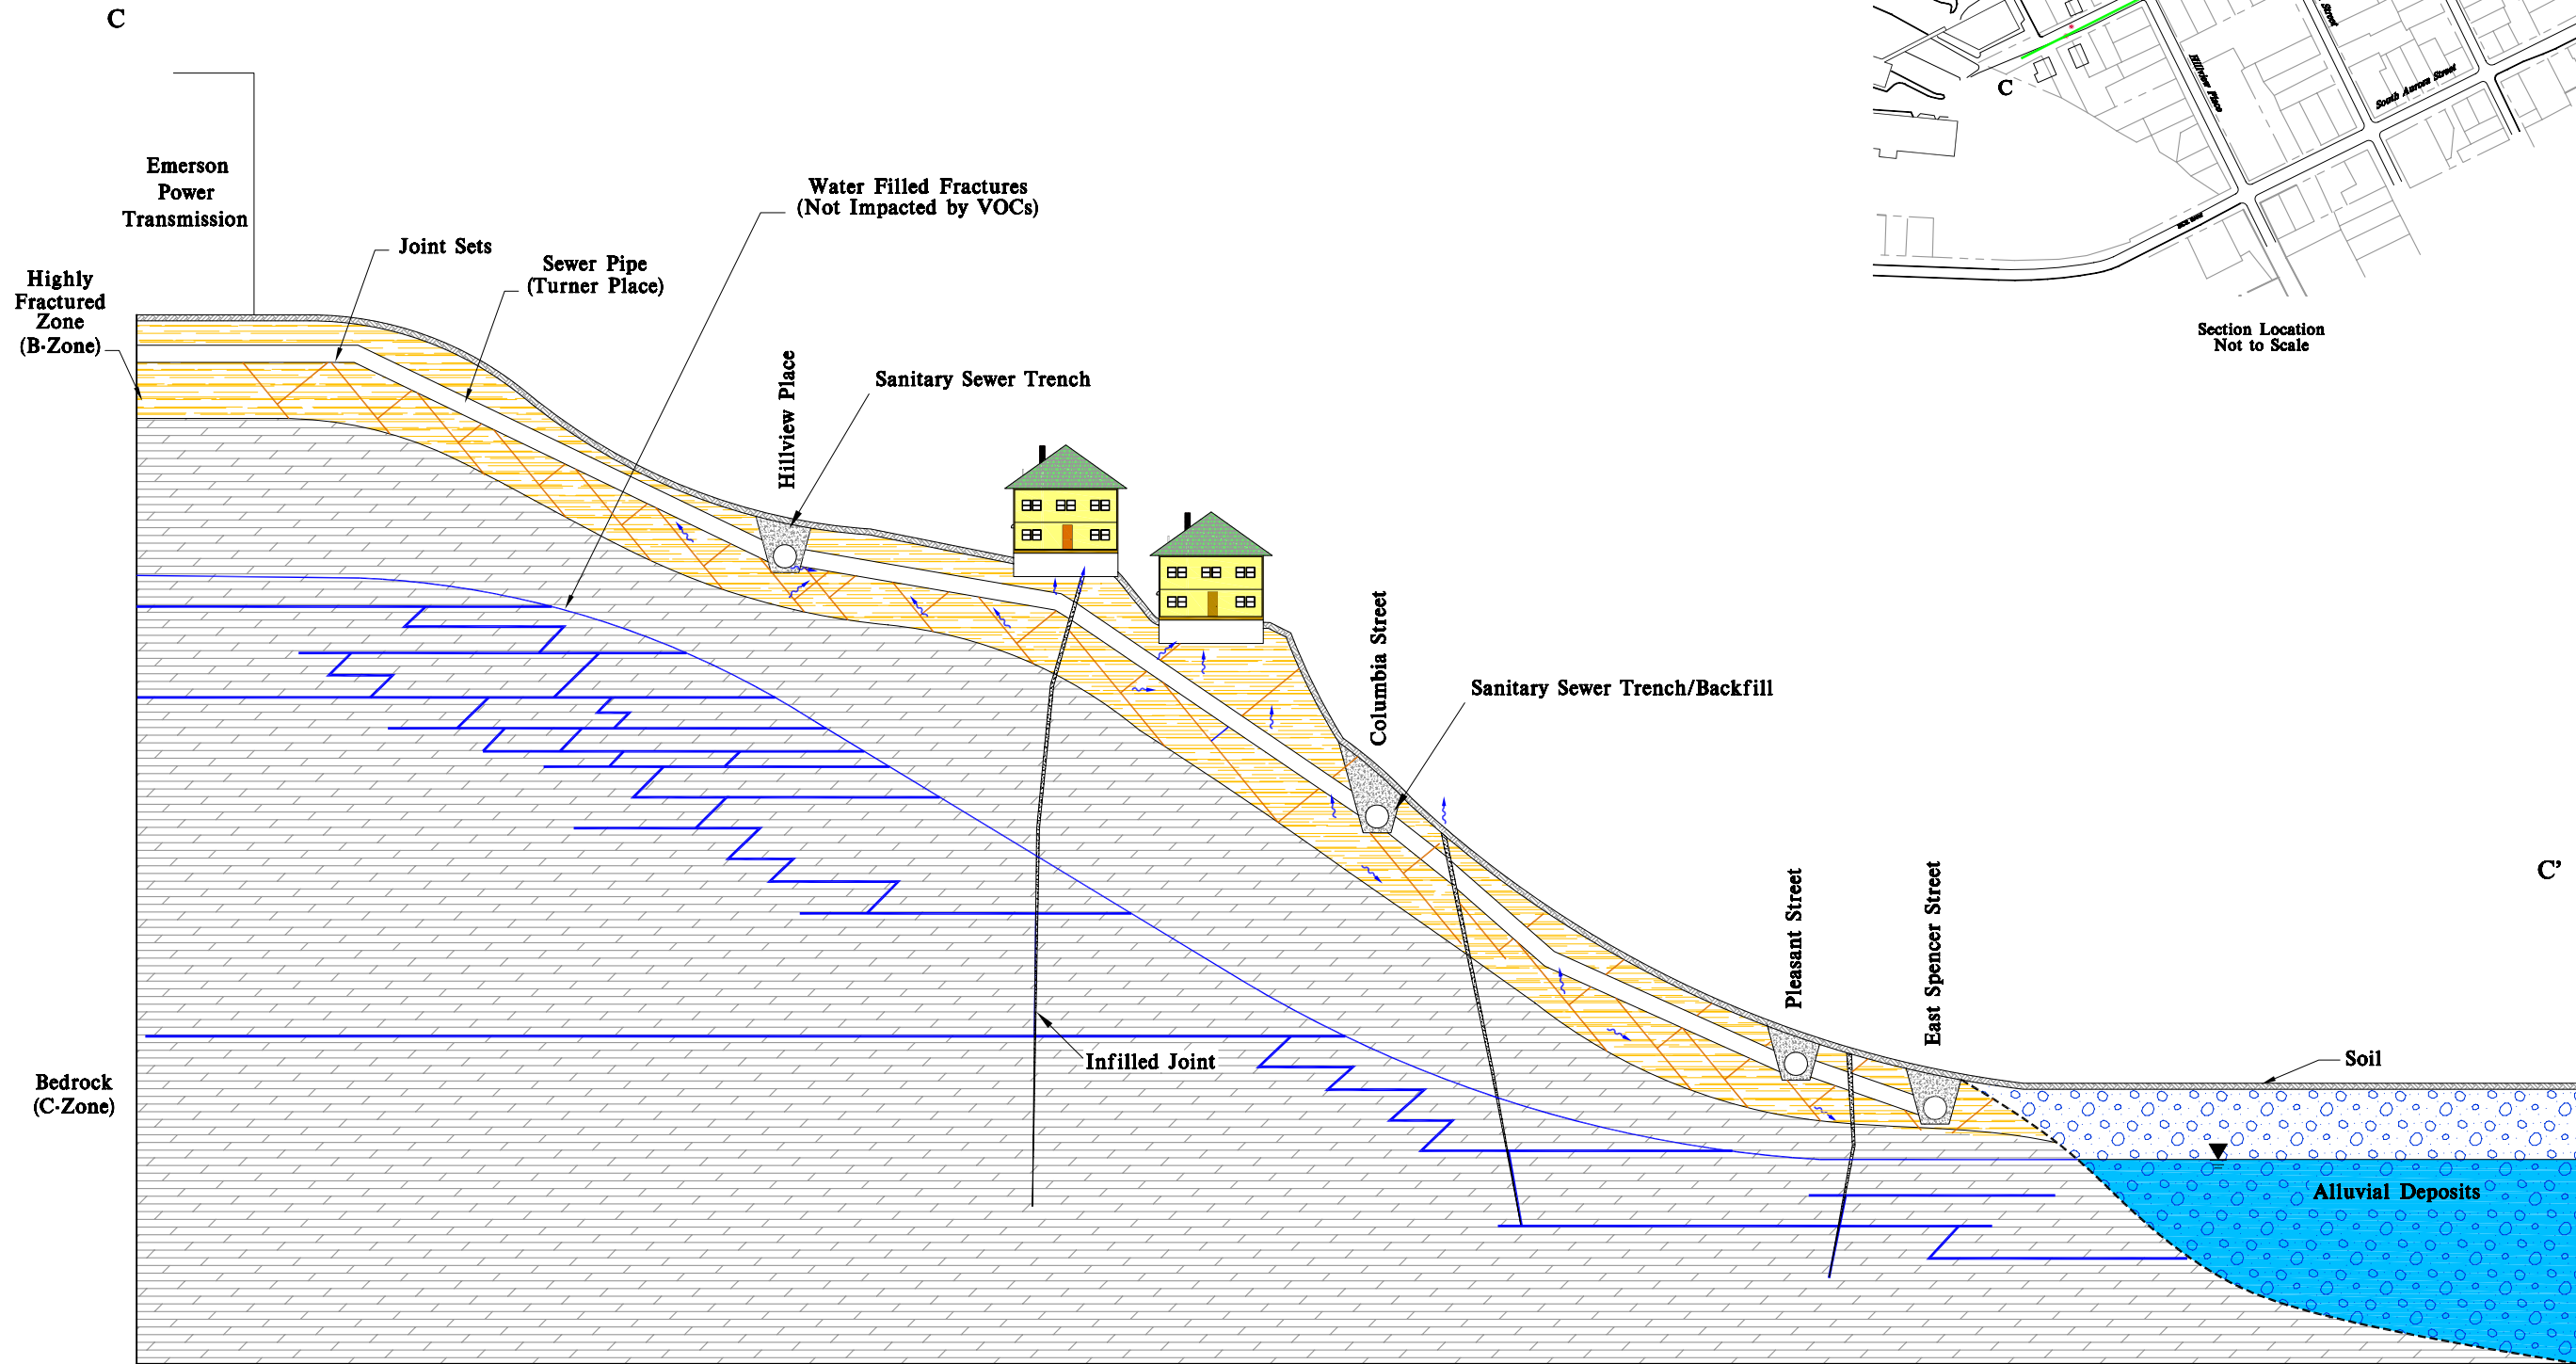 C
Emerson
Power
Transmission
Highly
Fractured
Zone
(B-Zone)
Joint Sets
Sewer Pipe
(Turner Place)
Water Filled Fractures
(Not Impacted by VOCs)
Hillview Place
Sanitary Sewer Trench
Columbia Street
Sanitary Sewer Trench/Backfill
Pleasant Street
East Spencer Street
C'
Soil
Alluvial Deposits
Infilled Joint
Bedrock
(C-Zone)
C
Hillview Place
Street
South Aurora Street
Section Location
Not to Scale